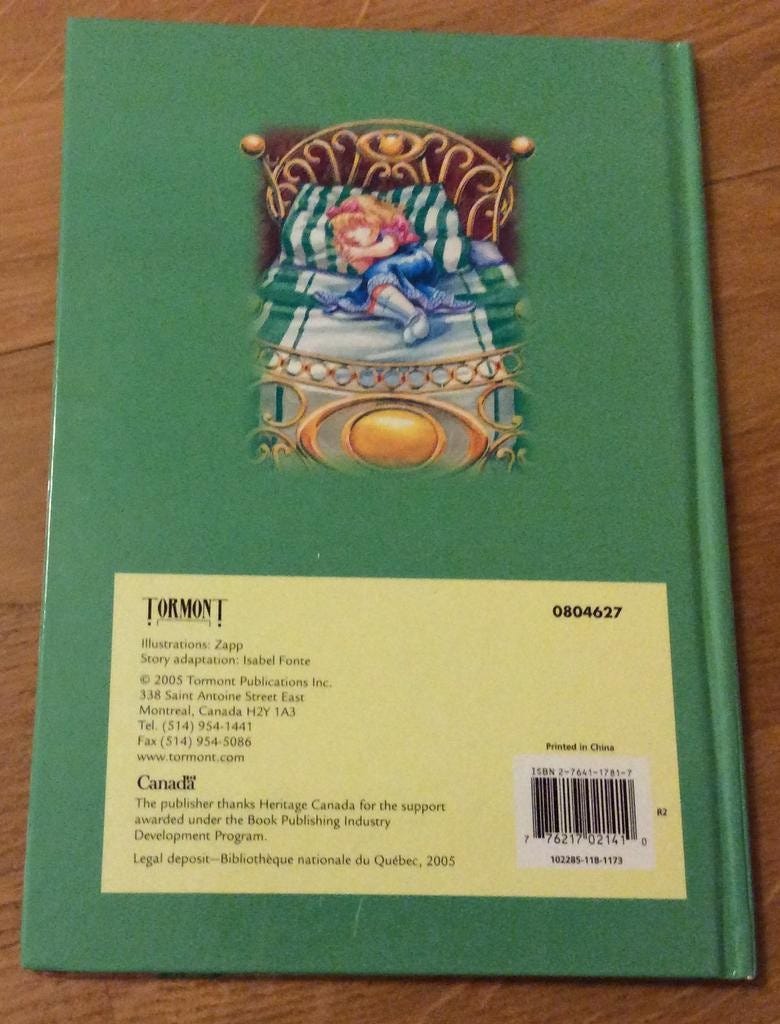 TORMONT
0804627
Illustrations: Zapp
Story adaptation: Isabel Fonte
© 2005 Tormont Publications Inc.
338 Saint Antoine Street East
Montreal, Canada H2Y 1A3
Tel. (514) 954-1441
Fax (514) 954-5086
www.tormont.com
Canada
The publisher thanks Heritage Canada for the support
awarded under the Book Publishing Industry
Development Program.
Legal deposit—Bibliothèque nationale du Québec, 2005
Printed in China
ISBN 2-7641-1781-7
7 76217 02141 0
102285-118-1173
R2